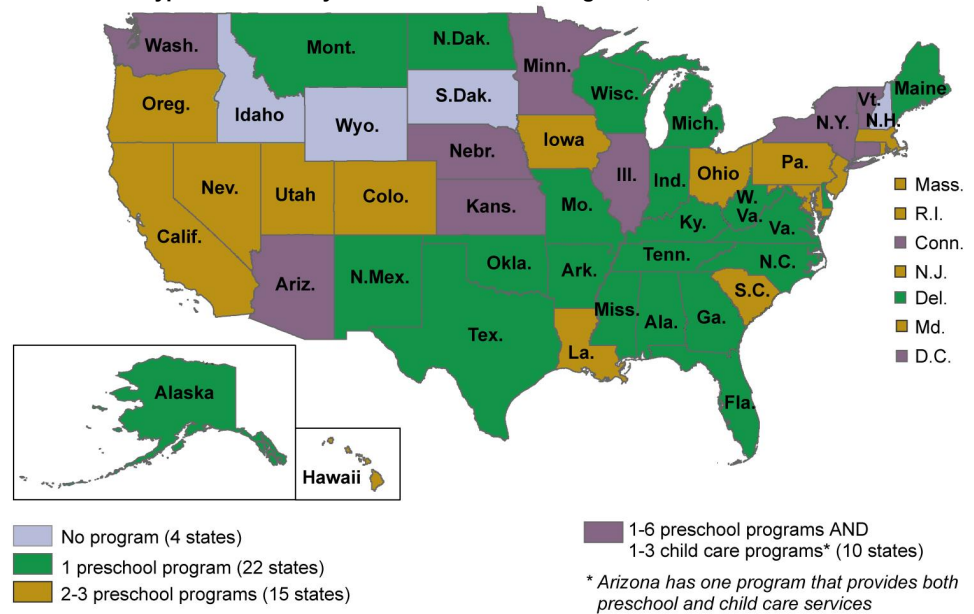 Wash.
Mont.
N.Dak.
Minn.
Maine
Vt.
N.H.
Oreg.
Idaho
S.Dak.
Wisc.
Mich.
N.Y.
Wyo.
Iowa
Nebr.
Ill.
Ind.
Ohio
Pa.
Nev.
Utah
Colo.
Kans.
Mo.
Ky.
W.
Va.
Va.
Calif.
Ariz.
N.Mex.
Okla.
Ark.
Tenn.
N.C.
S.C.
Tex.
La.
Miss.
Ala.
Ga.
Fla.
Alaska
Hawaii
Mass.
R.I.
Conn.
N.J.
Del.
Md.
D.C.
No program (4 states)
1 preschool program (22 states)
2-3 preschool programs (15 states)
1-6 preschool programs AND
1-3 child care programs* (10 states)
* Arizona has one program that provides both
preschool and child care services